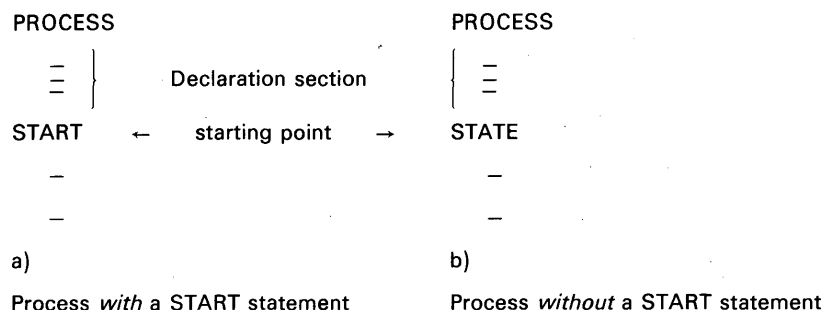 PROCESS PROCESS
Declaration section
START ← starting point → STATE
a) b)
Process with a START statement Process without a START statement